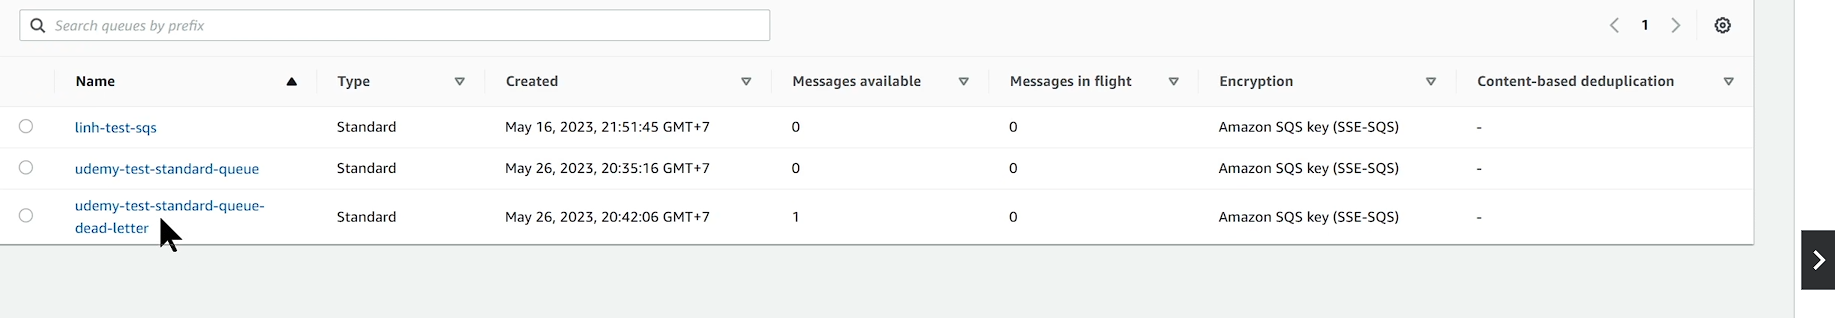 Search queues by prefix
1
Name Type Created Messages available Messages in flight Encryption Content-based deduplication
linh-test-sqs Standard May 16, 2023, 21:51:45 GMT+7 0 0 Amazon SQS key (SSE-SQS) -
udemy-test-standard-queue Standard May 26, 2023, 20:35:16 GMT+7 0 0 Amazon SQS key (SSE-SQS) -
udemy-test-standard-queue-
dead-letter Standard May 26, 2023, 20:42:06 GMT+7 1 0 Amazon SQS key (SSE-SQS) -